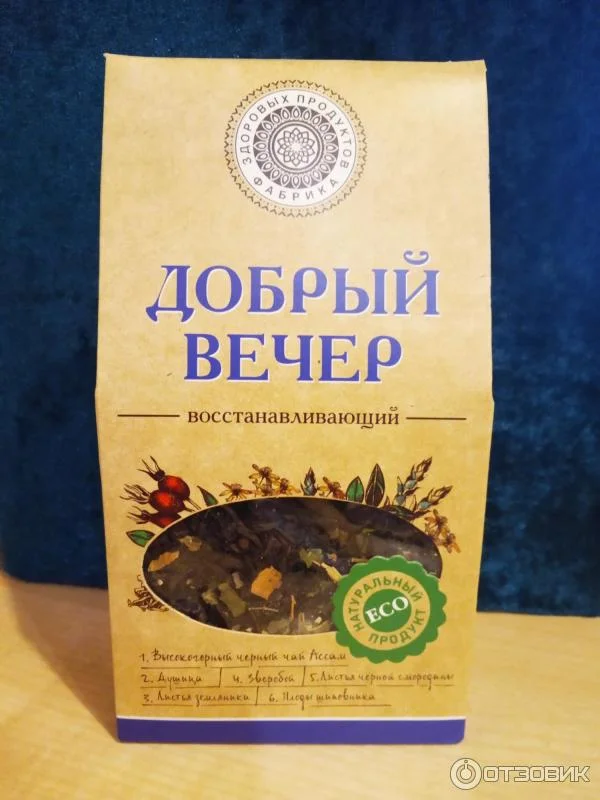 ЗДОРОВЫХ ПРОДУКТОВ
ФАБРИКА
ДОБРЫЙ
ВЕЧЕР
восстанавливающий
НАТУРАЛЬНЫЙ
ECO
ПРОДУКТ
1. Высокогорный черный чай Ассам
2. Душица 4. Зверобой 5. Листья черной смородины
3. Листья земляники 6. Плоды шиповника
ОТЗОВИК